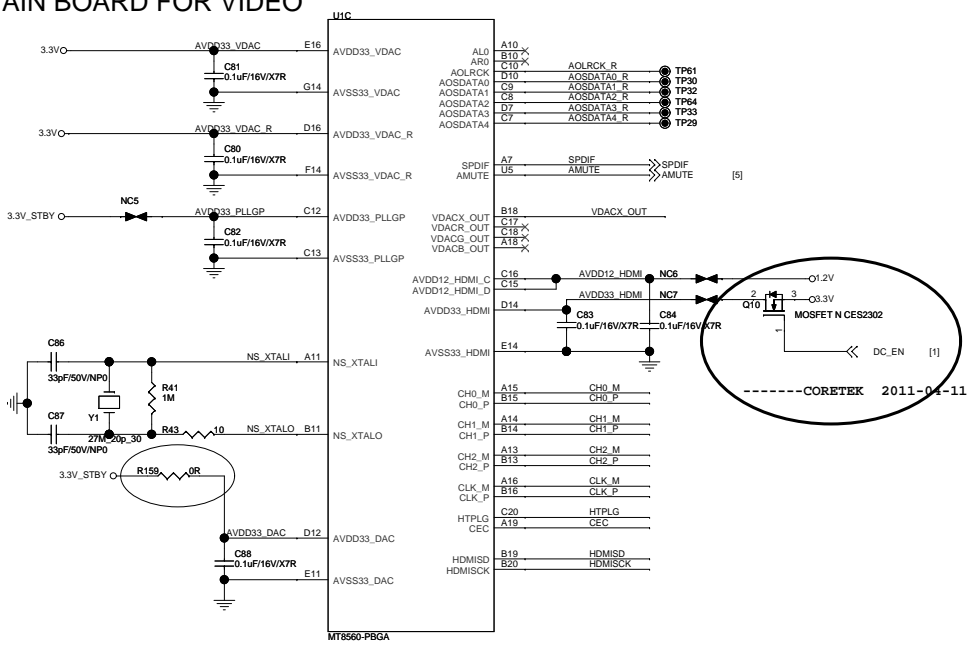 AIN BOARD FOR VIDEO
U1C
3.3V
AVDD33_VDAC
E16
AVDD33_VDAC
C81
0.1uF/16V/X7R
G14
AVSS33_VDAC
3.3V
AVDD33_VDAC_R
D16
AVDD33_VDAC_R
C80
0.1uF/16V/X7R
F14
AVSS33_VDAC_R
3.3V_STBY
NC5
AVDD33_PLLGP
C12
AVDD33_PLLGP
C82
0.1uF/16V/X7R
C13
AVSS33_PLLGP
C86
33pF/50V/NP0
NS_XTALI
A11
NS_XTALI
R41
1M
Y1
27M_20p_30
C87
33pF/50V/NP0
R43
10
NS_XTALO
B11
NS_XTALO
3.3V_STBY
R159
0R
AVDD33_DAC
D12
AVDD33_DAC
C88
0.1uF/16V/X7R
E11
AVSS33_DAC
MT8560-PBGA
AL0 A10
AR0 B10
AOLRCK C10 AOLRCK_R TP61
AOSDATA0 D10 AOSDATA0_R TP30
AOSDATA1 C9 AOSDATA1_R TP32
AOSDATA2 C8 AOSDATA2_R TP64
AOSDATA3 D7 AOSDATA3_R TP33
AOSDATA4 C7 AOSDATA4_R TP29
SPDIF A7 SPDIF SPDIF
AMUTE U5 AMUTE AMUTE [5]
VDACX_OUT B18 VDACX_OUT
VDACR_OUT C17
VDACG_OUT C18
VDACB_OUT A18
AVDD12_HDMI_C C16 AVDD12_HDMI NC6 1.2V
AVDD12_HDMI_D C15
AVDD33_HDMI D14 AVDD33_HDMI NC7 2 3 3.3V
Q10
MOSFET N CES2302
1
C83
0.1uF/16V/X7R
C84
0.1uF/16V/X7R
AVSS33_HDMI E14
DC_EN [1]
------CORETEK 2011-04-11
CH0_M A15 CH0_M
CH0_P B15 CH0_P
CH1_M A14 CH1_M
CH1_P B14 CH1_P
CH2_M A13 CH2_M
CH2_P B13 CH2_P
CLK_M A16 CLK_M
CLK_P B16 CLK_P
HTPLG C20 HTPLG
CEC A19 CEC
HDMISD B19 HDMISD
HDMISCK B20 HDMISCK